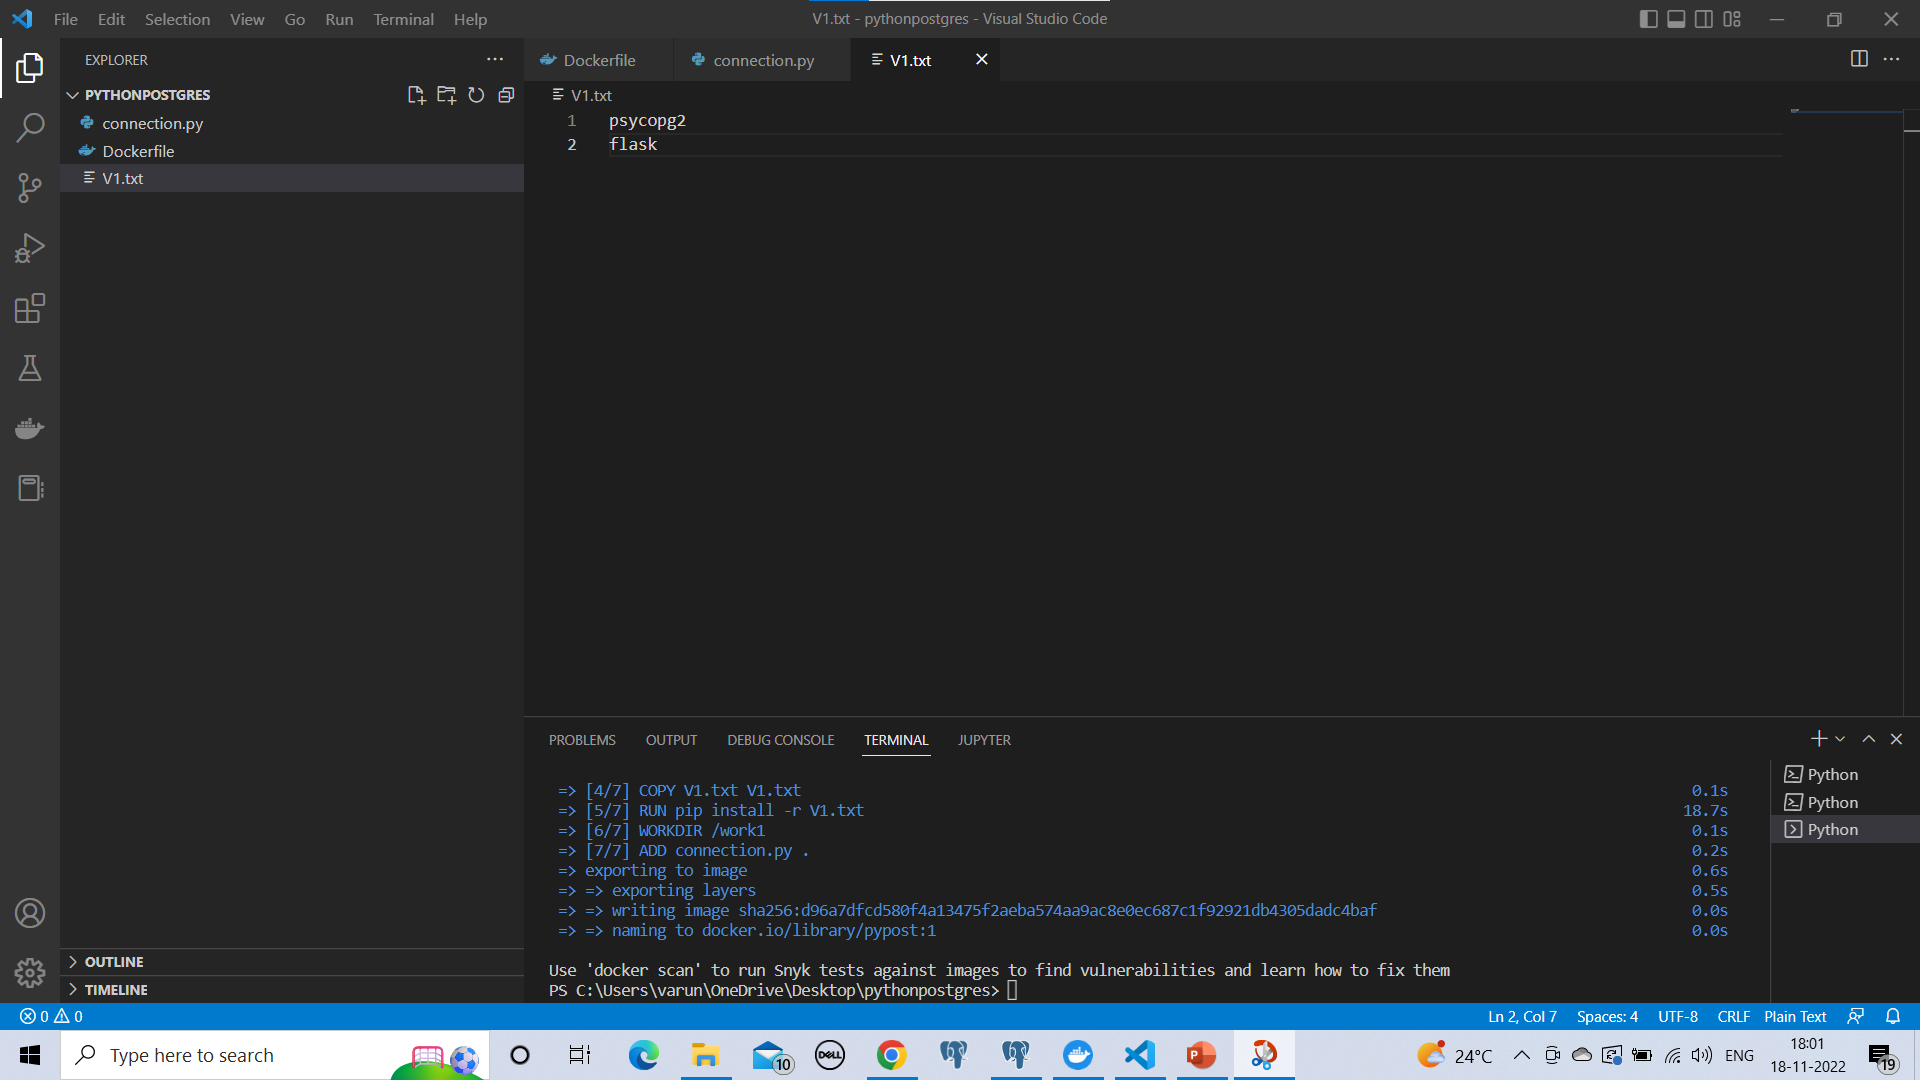 File Edit Selection View Go Run Terminal Help
V1.txt - pythonpostgres - Visual Studio Code
EXPLORER
PYTHONPOSTGRES
connection.py
Dockerfile
V1.txt
OUTLINE
TIMELINE
Dockerfile connection.py V1.txt
V1.txt
1 psycopg2
2 flask
PROBLEMS OUTPUT DEBUG CONSOLE TERMINAL JUPYTER
=> [4/7] COPY V1.txt V1.txt 0.1s
=> [5/7] RUN pip install -r V1.txt 18.7s
=> [6/7] WORKDIR /work1 0.1s
=> [7/7] ADD connection.py . 0.2s
=> exporting to image 0.6s
=> => exporting layers 0.5s
=> => writing image sha256:d96a7dfcd580f4a13475f2aeba574aa9ac8e0ec687c1f92921db4305dadc4baf 0.0s
=> => naming to docker.io/library/pypost:1 0.0s
Use 'docker scan' to run Snyk tests against images to find vulnerabilities and learn how to fix them
PS C:\Users\varun\OneDrive\Desktop\pythonpostgres>
Python
Python
Python
0 0
Ln 2, Col 7 Spaces: 4 UTF-8 CRLF Plain Text
Type here to search
10
DELL
24°C
ENG
18:01
18-11-2022
19